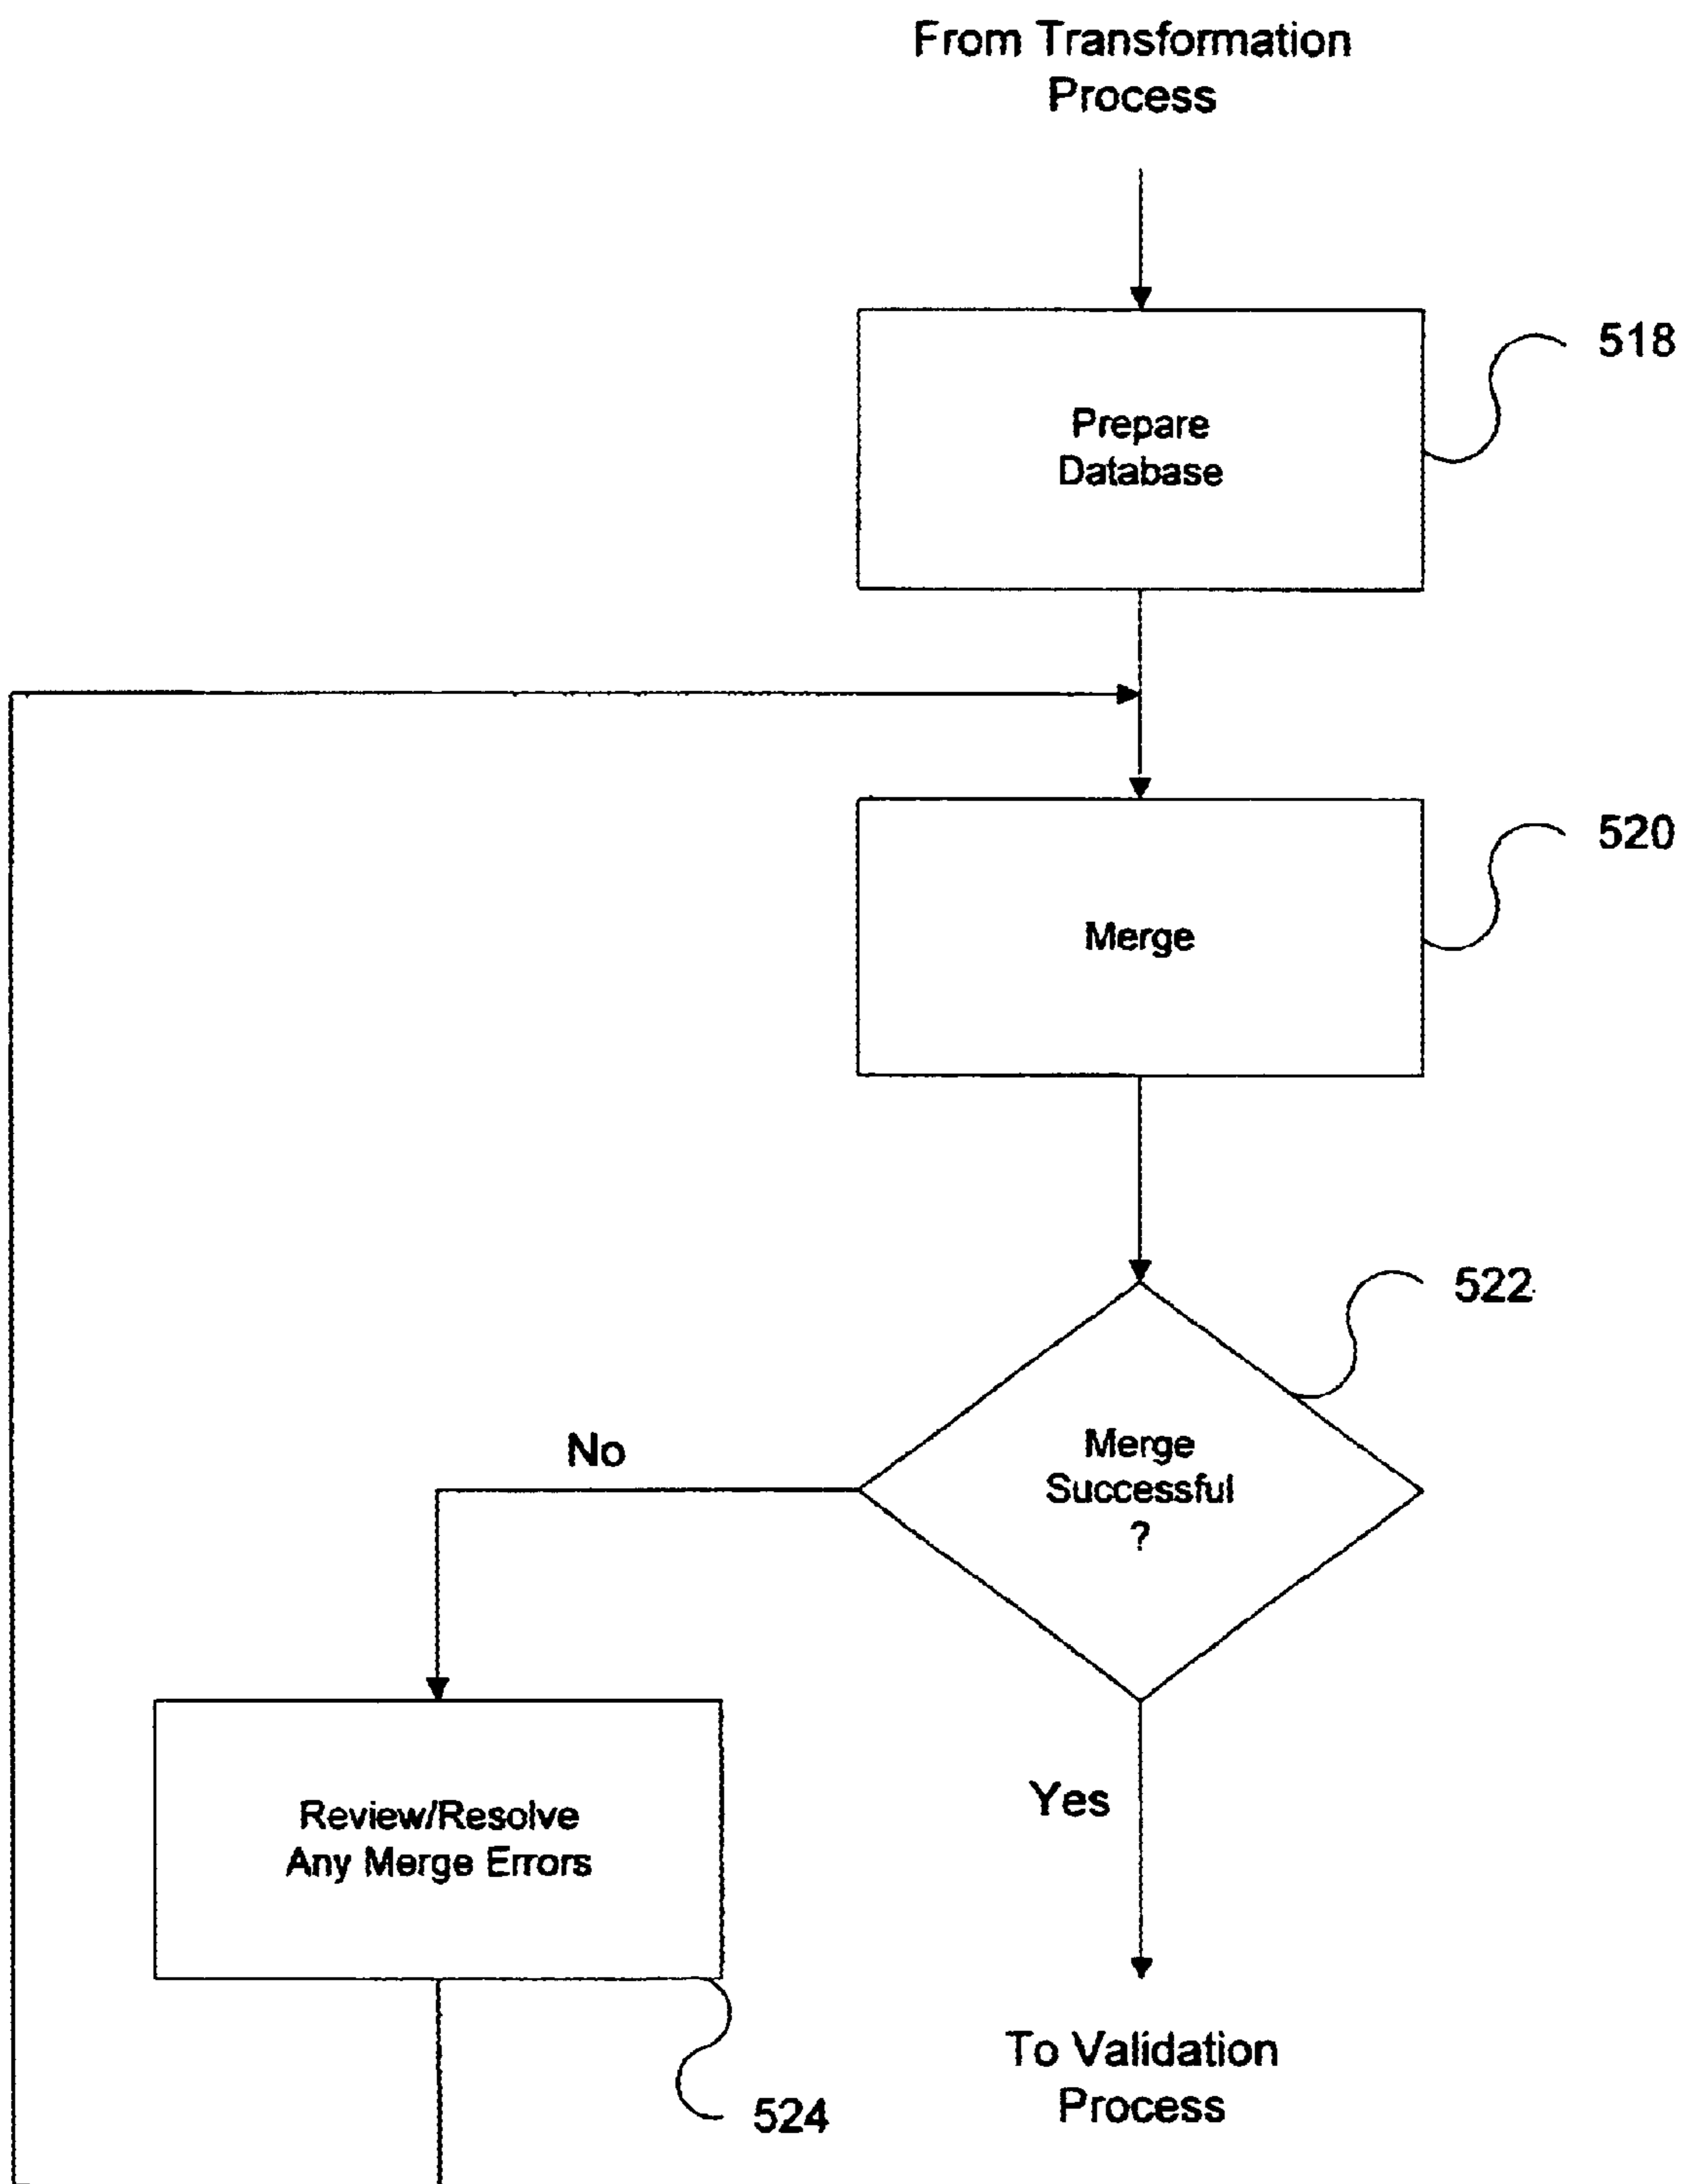 From Transformation
Process
518
Prepare
Database
520
Merge
522
Merge
Successful
?
No
Yes
Review/Resolve
Any Merge Errors
524
To Validation
Process